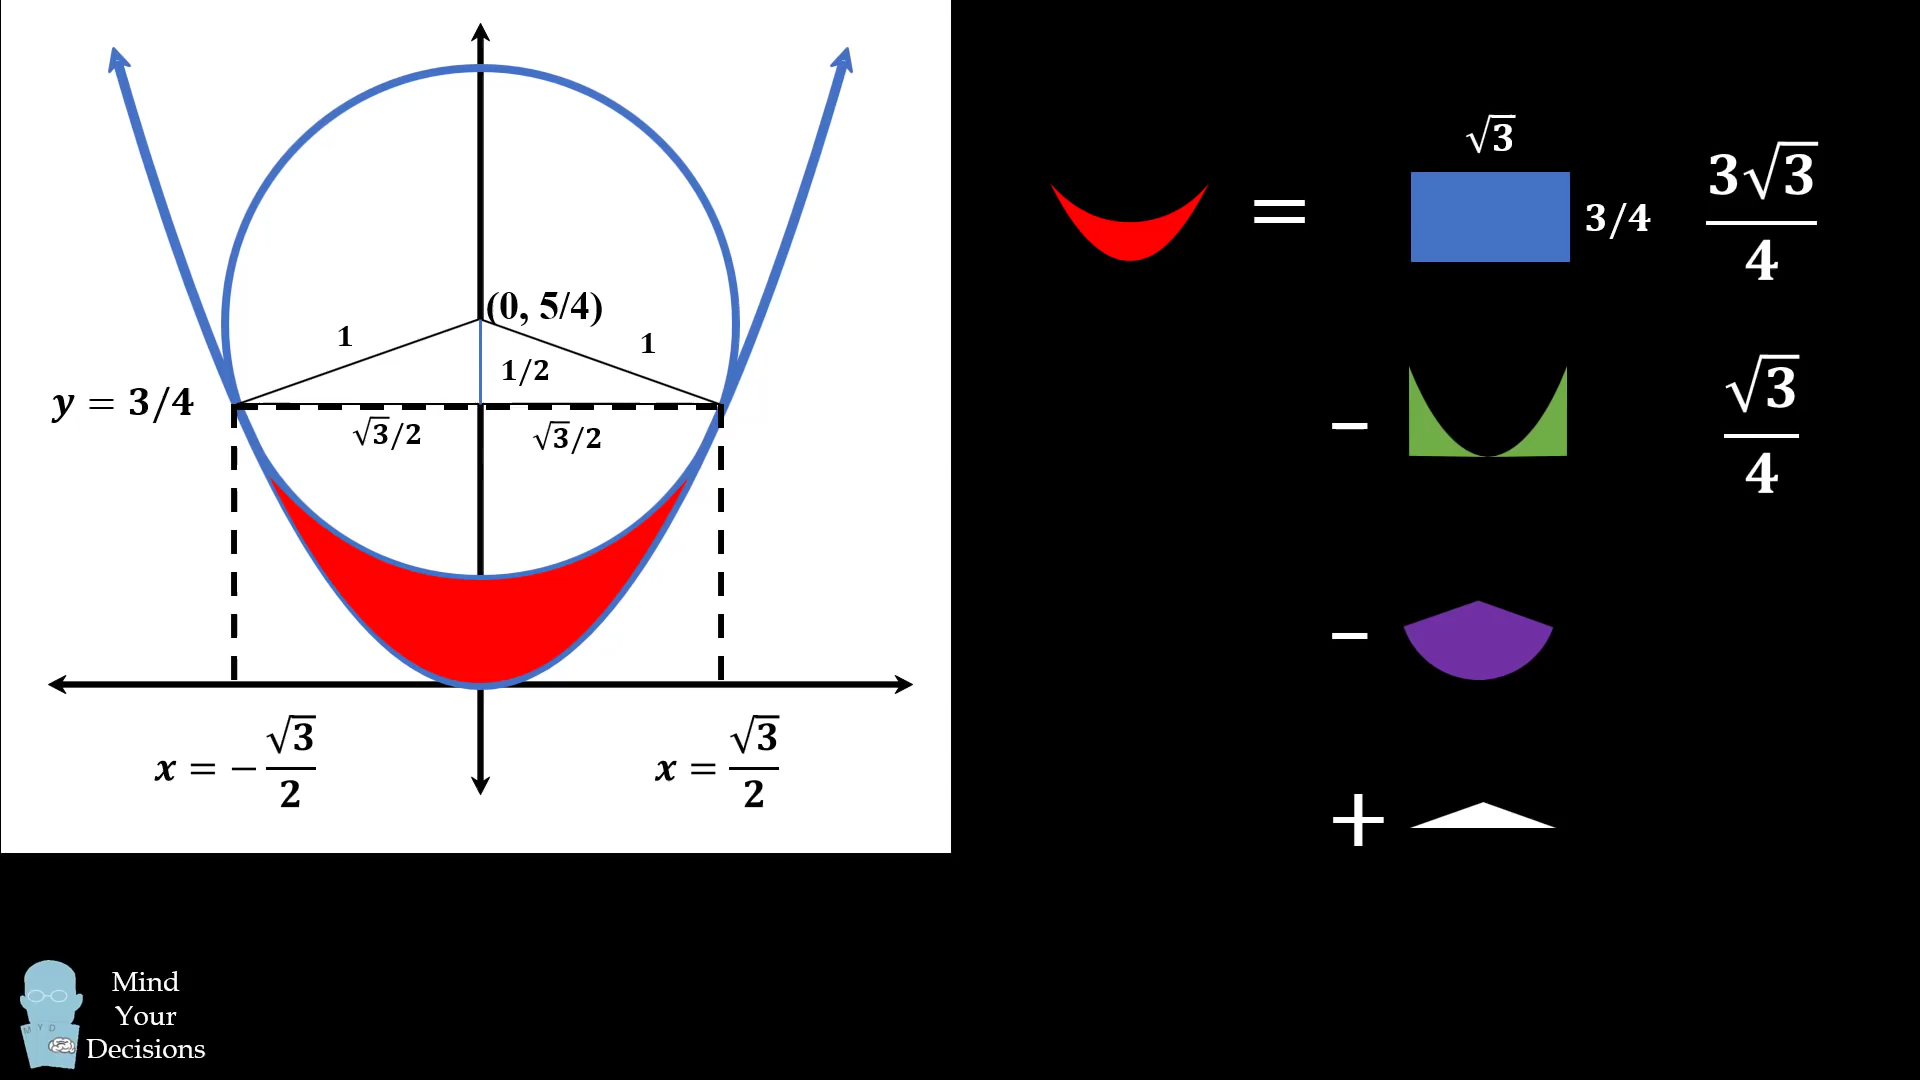 (0, 5/4)
1
1
1/2
y = 3/4
√3/2
√3/2
x = −√3/2
x = √3/2
=
√3
3/4
3√3/4
−
√3/4
−
+
M Y D
Mind
Your
Decisions